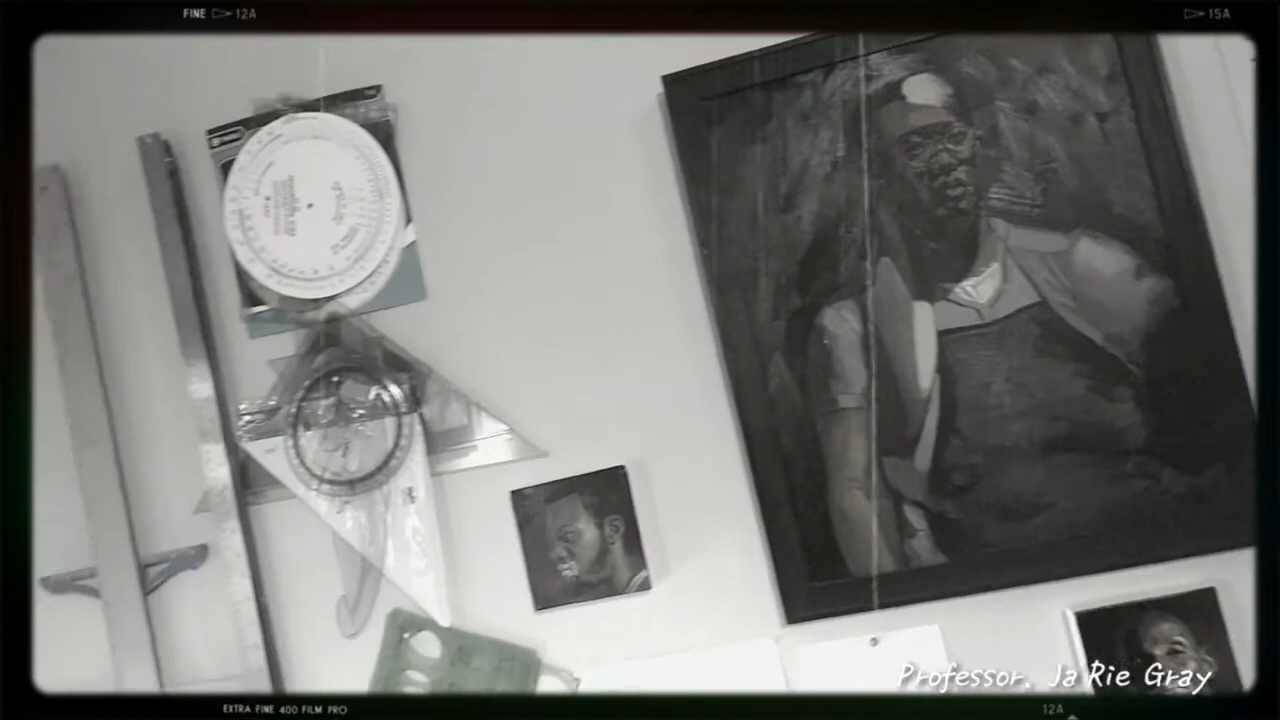 FINE 12A
15A
Professor. Ja Rie Gray
EXTRA FINE 400 FILM PRO
12A